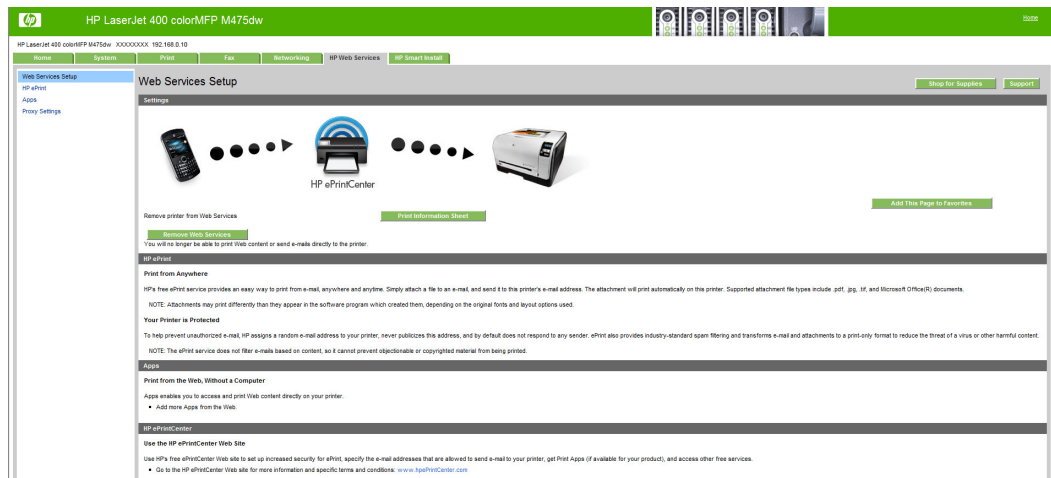 hp
HP LaserJet 400 colorMFP M475dw
Home
HP LaserJet 400 colorMFP M475dw XXXXXXXX 192.168.0.10
Home
System
Print
Fax
Networking
HP Web Services
HP Smart Install
Web Services Setup
HP ePrint
Apps
Proxy Settings
Web Services Setup
Shop for Supplies
Support
Settings
HP ePrintCenter
Add This Page to Favorites
Remove printer from Web Services
Print Information Sheet
Remove Web Services
You will no longer be able to print Web content or send e-mails directly to the printer.
HP ePrint
Print from Anywhere
HP's free ePrint service provides an easy way to print from e-mail, anywhere and anytime. Simply attach a file to an e-mail, and send it to this printer's e-mail address. The attachment will print automatically on this printer. Supported attachment file types include .pdf, .jpg, .tif, and Microsoft Office(R) documents.
NOTE: Attachments may print differently than they appear in the software program which created them, depending on the original fonts and layout options used.
Your Printer is Protected
To help prevent unauthorized e-mail, HP assigns a random e-mail address to your printer, never publicizes this address, and by default does not respond to any sender. ePrint also provides industry-standard spam filtering and transforms e-mail and attachments to a print-only format to reduce the threat of a virus or other harmful content.
NOTE: The ePrint service does not filter e-mails based on content, so it cannot prevent objectionable or copyrighted material from being printed.
Apps
Print from the Web, Without a Computer
Apps enables you to access and print Web content directly on your printer.
▪ Add more Apps from the Web.
HP ePrintCenter
Use the HP ePrintCenter Web Site
Use HP's free ePrintCenter Web site to set up increased security for ePrint, specify the e-mail addresses that are allowed to send e-mail to your printer, get Print Apps (if available for your product), and access other free services.
▪ Go to the HP ePrintCenter Web site for more information and specific terms and conditions: www.hpePrintCenter.com